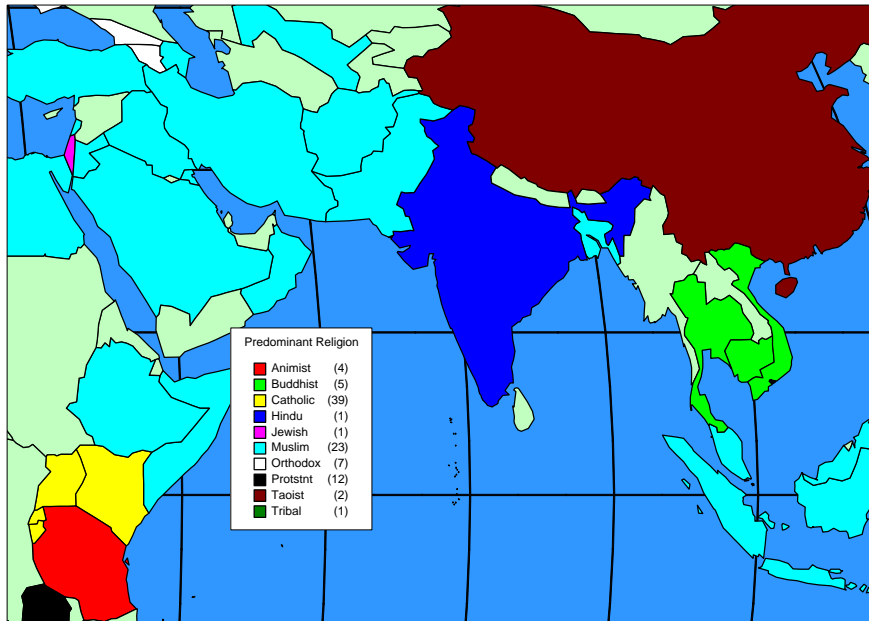 Predominant Religion
Animist (4)
Buddhist (5)
Catholic (39)
Hindu (1)
Jewish (1)
Muslim (23)
Orthodox (7)
Protstnt (12)
Taoist (2)
Tribal (1)